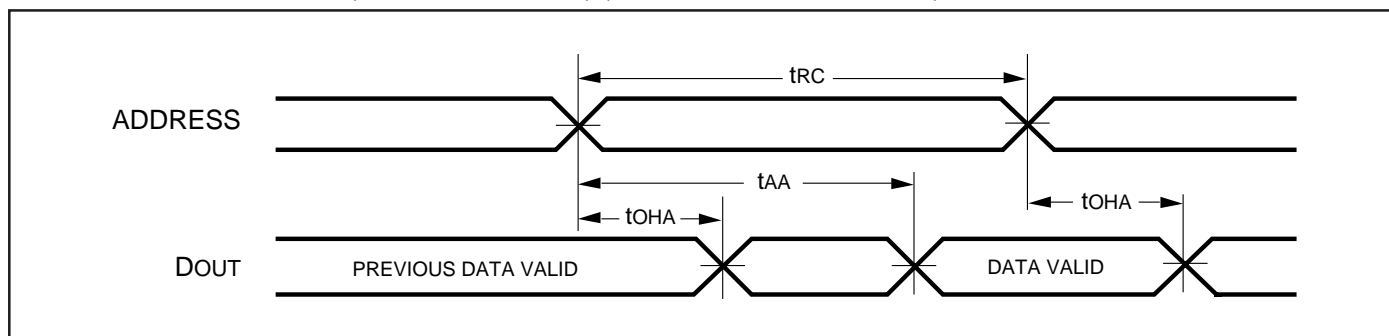 tRC
ADDRESS
tAA
tOHA
tOHA
DOUT
PREVIOUS DATA VALID
DATA VALID